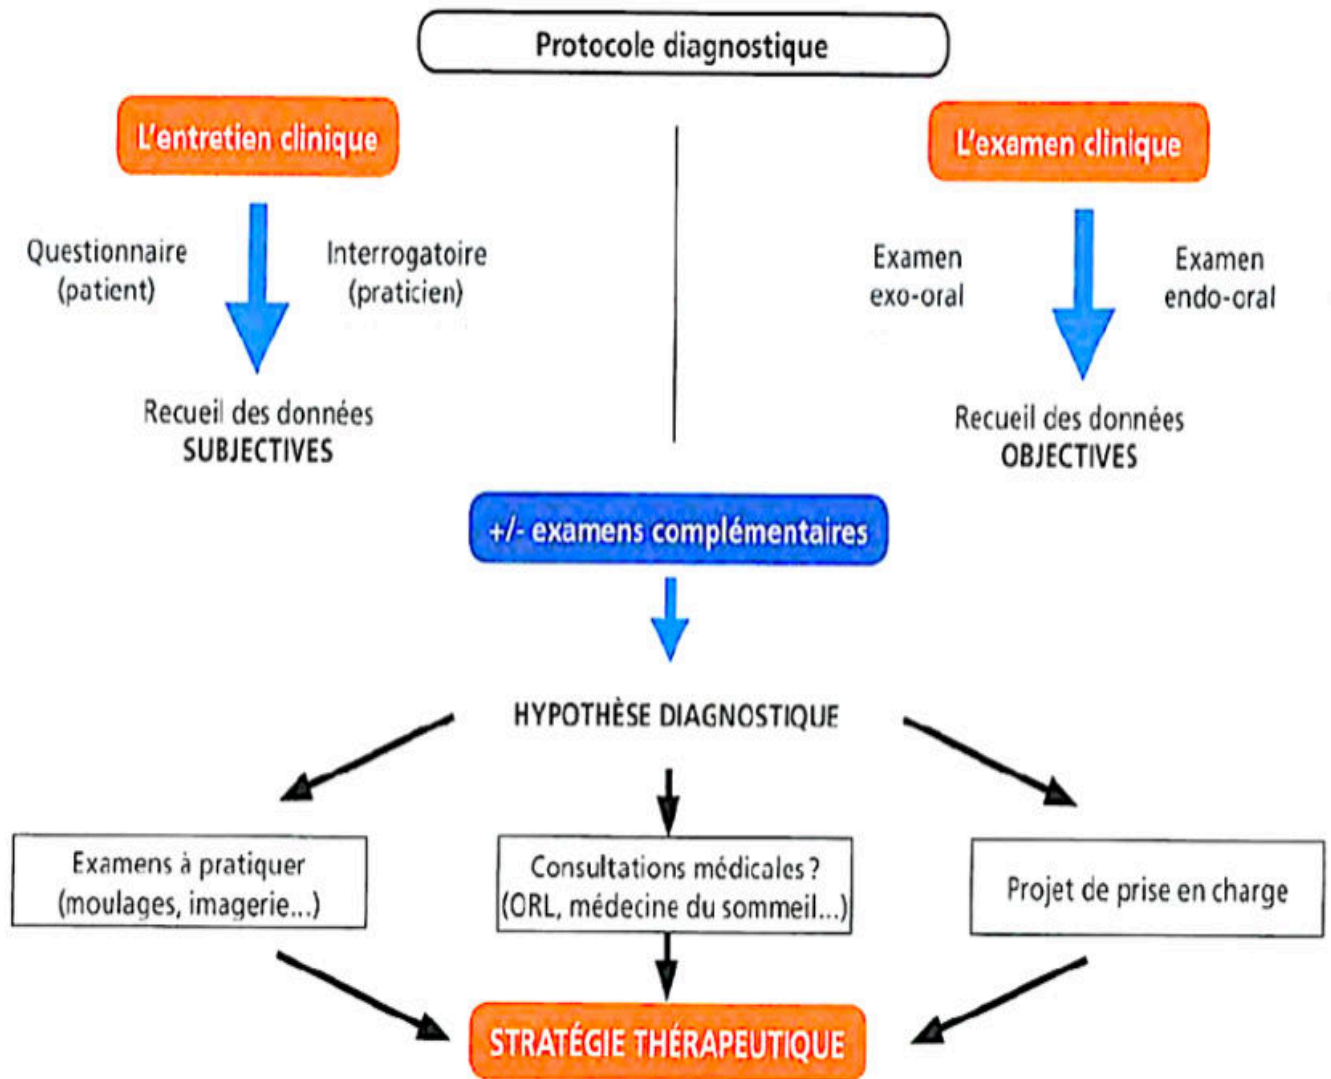 Protocole diagnostique
L'entretien clinique
Questionnaire
(patient)
Interrogatoire
(praticien)
Recueil des données
SUBJECTIVES
L'examen clinique
Examen
exo-oral
Examen
endo-oral
Recueil des données
OBJECTIVES
+/- examens complémentaires
HYPOTHÈSE DIAGNOSTIQUE
Examens à pratiquer
(moulages, imagerie...)
Consultations médicales ?
(ORL, médecine du sommeil...)
Projet de prise en charge
STRATÉGIE THÉRAPEUTIQUE